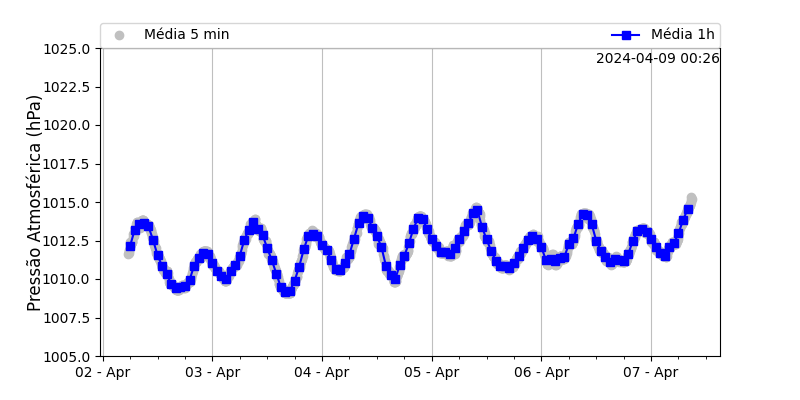 Média 5 min
Média 1h
2024-04-09 00:26
Pressão Atmosférica (hPa)
1025.0
1022.5
1020.0
1017.5
1015.0
1012.5
1010.0
1007.5
1005.0
02 - Apr
03 - Apr
04 - Apr
05 - Apr
06 - Apr
07 - Apr